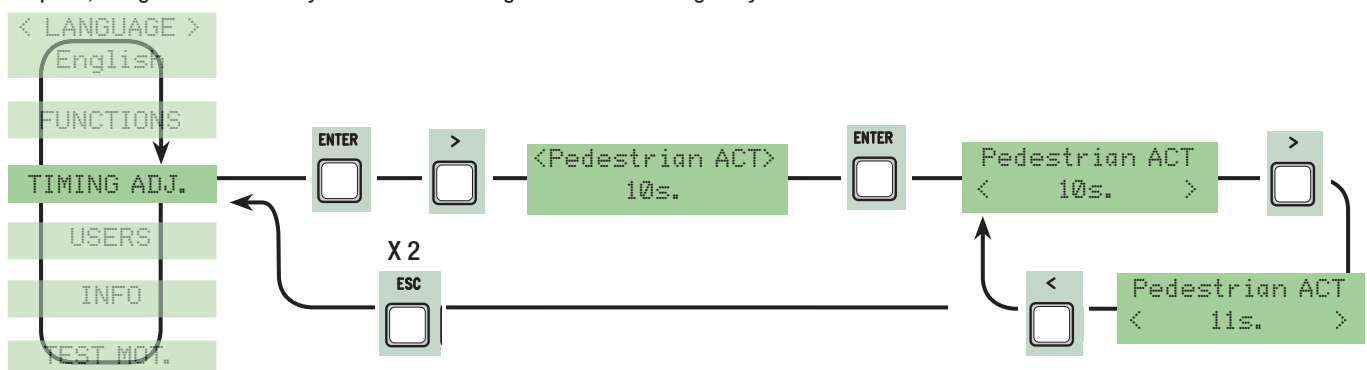 < LANGUAGE >
English
FUNCTIONS
TIMING ADJ.
USERS
INFO
TEST MOT.
ENTER
>
<Pedestrian ACT>
10s.
ENTER
Pedestrian ACT
< 10s. >
>
Pedestrian ACT
< 11s. >
<
X 2
ESC